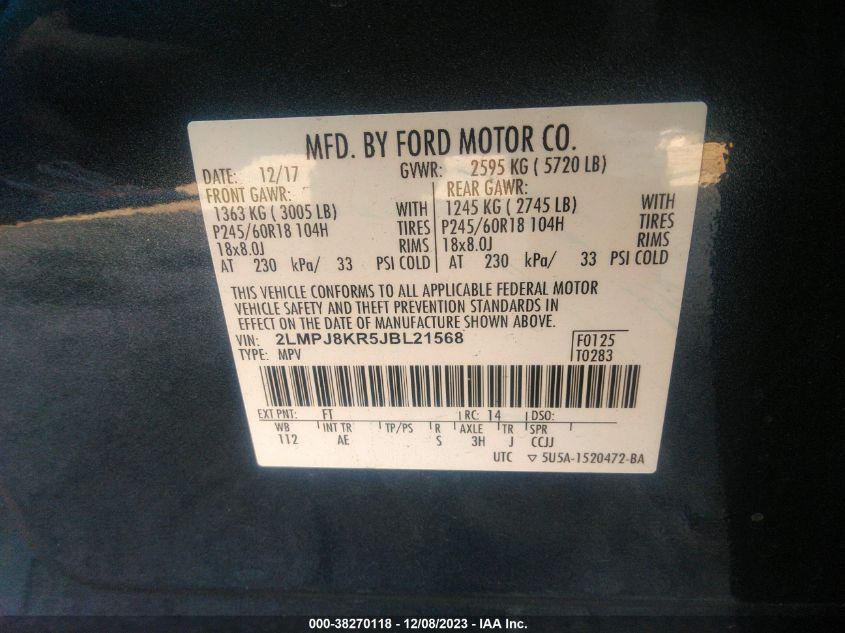 MFD. BY FORD MOTOR CO.
DATE: 12/17 GVWR: 2595 KG ( 5720 LB)
FRONT GAWR: REAR GAWR:
1363 KG ( 3005 LB) WITH 1245 KG ( 2745 LB) WITH
P245/60R18 104H TIRES P245/60R18 104H TIRES
18x8.0J RIMS 18x8.0J RIMS
AT 230 kPa/ 33 PSI COLD AT 230 kPa/ 33 PSI COLD
THIS VEHICLE CONFORMS TO ALL APPLICABLE FEDERAL MOTOR
VEHICLE SAFETY AND THEFT PREVENTION STANDARDS IN
EFFECT ON THE DATE OF MANUFACTURE SHOWN ABOVE.
VIN: 2LMPJ8KR5JBL21568 F0125
TYPE: MPV T0283
EXT PNT: FT RC: 14 DSO:
WB INT TR TP/PS R AXLE TR SPR
112 AE S 3H J CCJJ
UTC ▽ 5U5A-1520472-BA
000-38270118 - 12/08/2023 - IAA Inc.